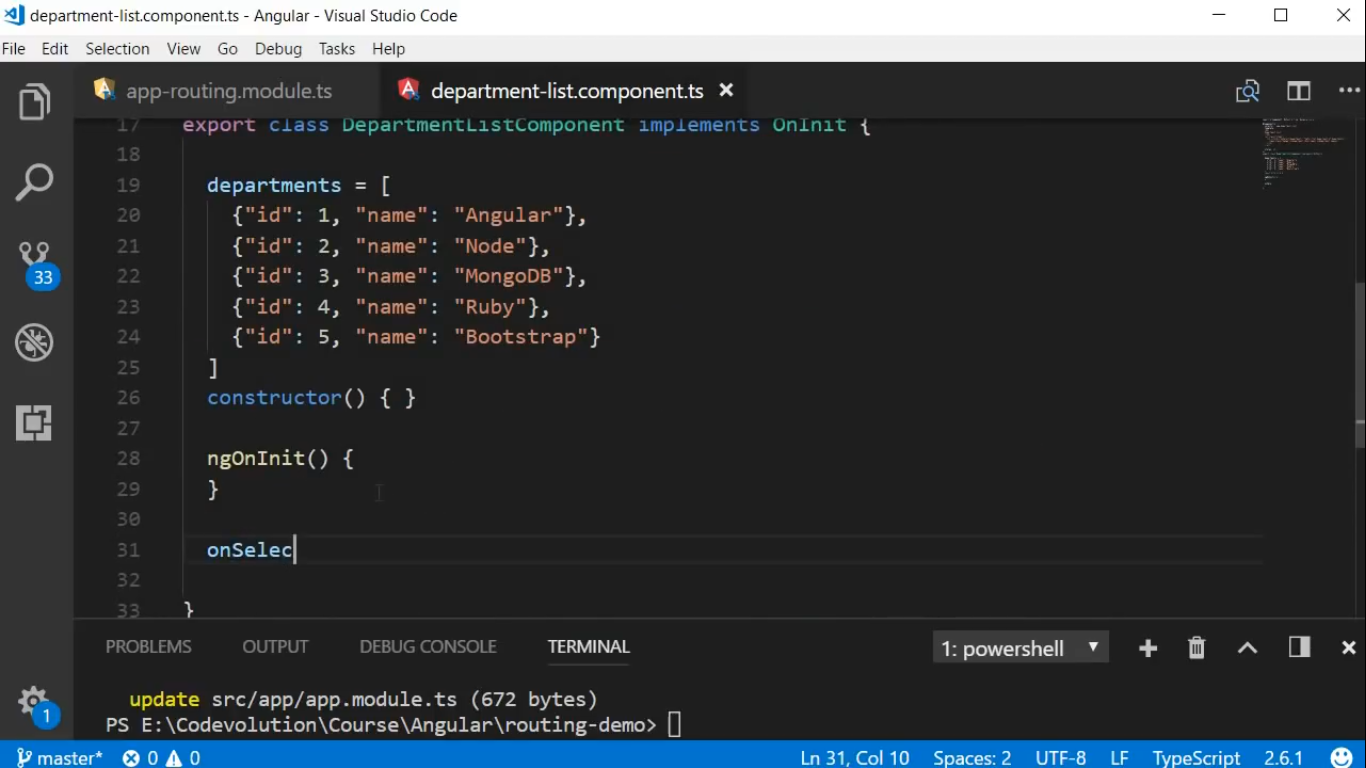 department-list.component.ts - Angular - Visual Studio Code
File Edit Selection View Go Debug Tasks Help
app-routing.module.ts department-list.component.ts
17 export class DepartmentListComponent implements OnInit {
18
19 departments = [
20 {"id": 1, "name": "Angular"},
21 {"id": 2, "name": "Node"},
22 {"id": 3, "name": "MongoDB"},
23 {"id": 4, "name": "Ruby"},
24 {"id": 5, "name": "Bootstrap"}
25 ]
26 constructor() { }
27
28 ngOnInit() {
29 }
30
31 onSelec
32
33 }
33
1
PROBLEMS OUTPUT DEBUG CONSOLE TERMINAL 1: powershell
update src/app/app.module.ts (672 bytes)
PS E:\Codevolution\Course\Angular\routing-demo>
master* 0 0 Ln 31, Col 10 Spaces: 2 UTF-8 LF TypeScript 2.6.1